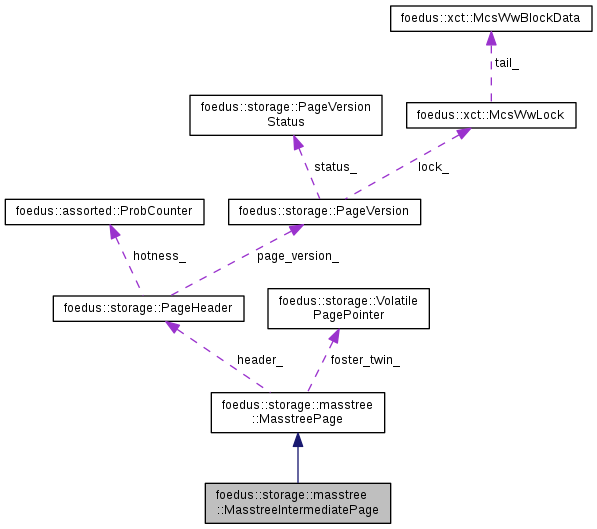 foedus::xct::McsWwBlockData
tail_
foedus::storage::PageVersion
Status
foedus::xct::McsWwLock
status_
lock_
foedus::assorted::ProbCounter
foedus::storage::PageVersion
hotness_
page_version_
foedus::storage::PageHeader
foedus::storage::Volatile
PagePointer
header_
foster_twin_
foedus::storage::masstree
::MasstreePage
foedus::storage::masstree
::MasstreeIntermediatePage